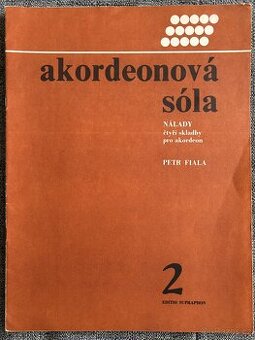 akordeonová
sóla
NÁLADY
čtyři skladby
pro akordeon
PETR FIALA
2
EDITIO SUPRAPHON